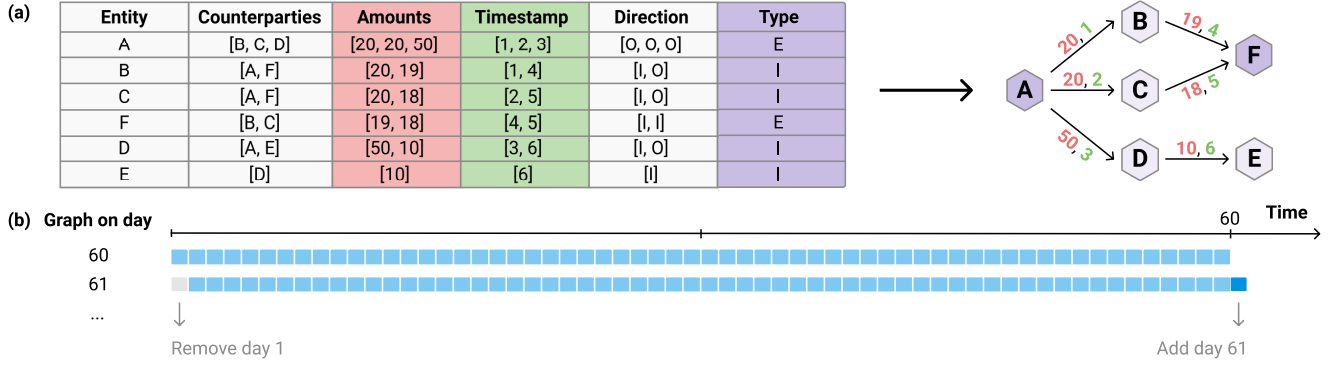 (a)
Entity Counterparties Amounts Timestamp Direction Type
A [B, C, D] [20, 20, 50] [1, 2, 3] [O, O, O] E
B [A, F] [20, 19] [1, 4] [I, O] I
C [A, F] [20, 18] [2, 5] [I, O] I
F [B, C] [19, 18] [4, 5] [I, I] E
D [A, E] [50, 10] [3, 6] [I, O] I
E [D] [10] [6] [I] I
A
B
C
D
E
F
20, 1
20, 2
50, 3
19, 4
18, 5
10, 6
(b) Graph on day
60 Time
60
61
...
Remove day 1 Add day 61